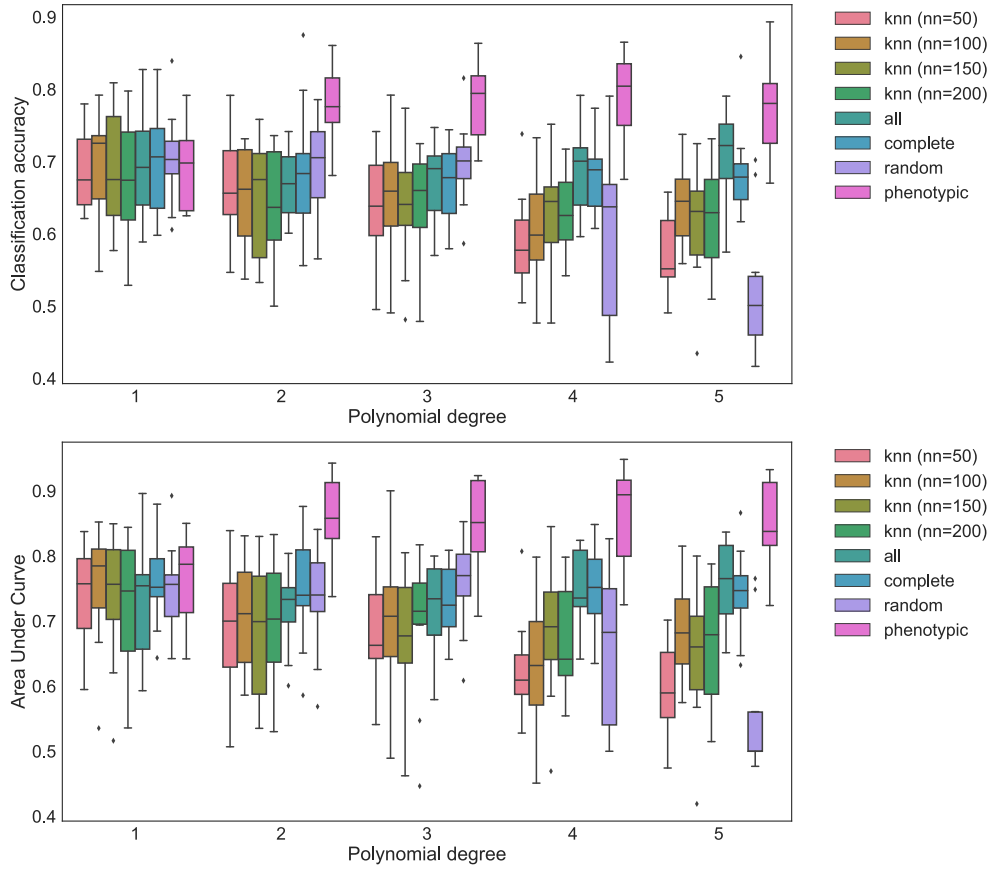 0.9
0.8
0.7
0.6
0.5
0.4
Classification accuracy
1 2 3 4 5
Polynomial degree
knn (nn=50)
knn (nn=100)
knn (nn=150)
knn (nn=200)
all
complete
random
phenotypic
0.9
0.8
0.7
0.6
0.5
0.4
Area Under Curve
1 2 3 4 5
Polynomial degree
knn (nn=50)
knn (nn=100)
knn (nn=150)
knn (nn=200)
all
complete
random
phenotypic